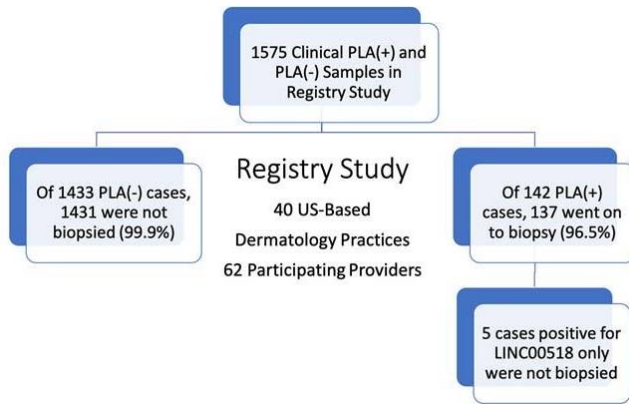 1575 Clinical PLA(+) and
PLA(-) Samples in
Registry Study
Of 1433 PLA(-) cases,
1431 were not
biopsied (99.9%)
Registry Study
40 US-Based
Dermatology Practices
62 Participating Providers
Of 142 PLA(+)
cases, 137 went on
to biopsy (96.5%)
5 cases positive for
LINC00518 only
were not biopsied